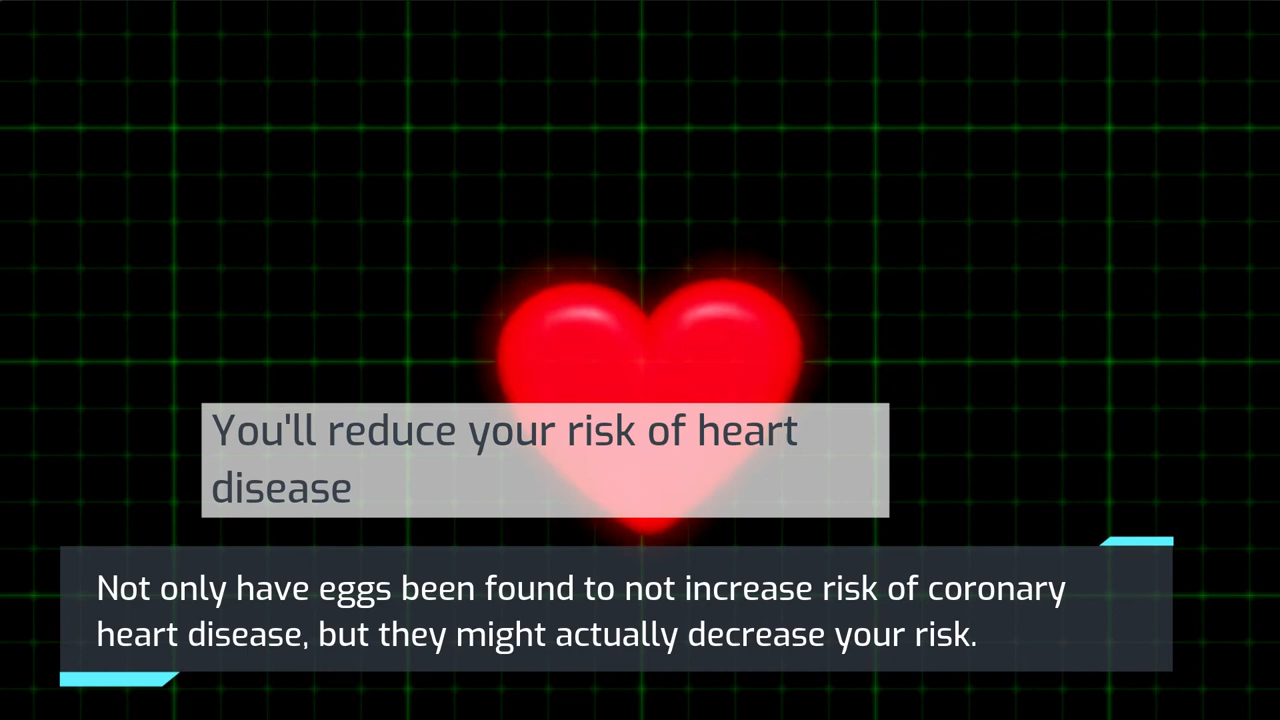 You'll reduce your risk of heart
disease
Not only have eggs been found to not increase risk of coronary
heart disease, but they might actually decrease your risk.